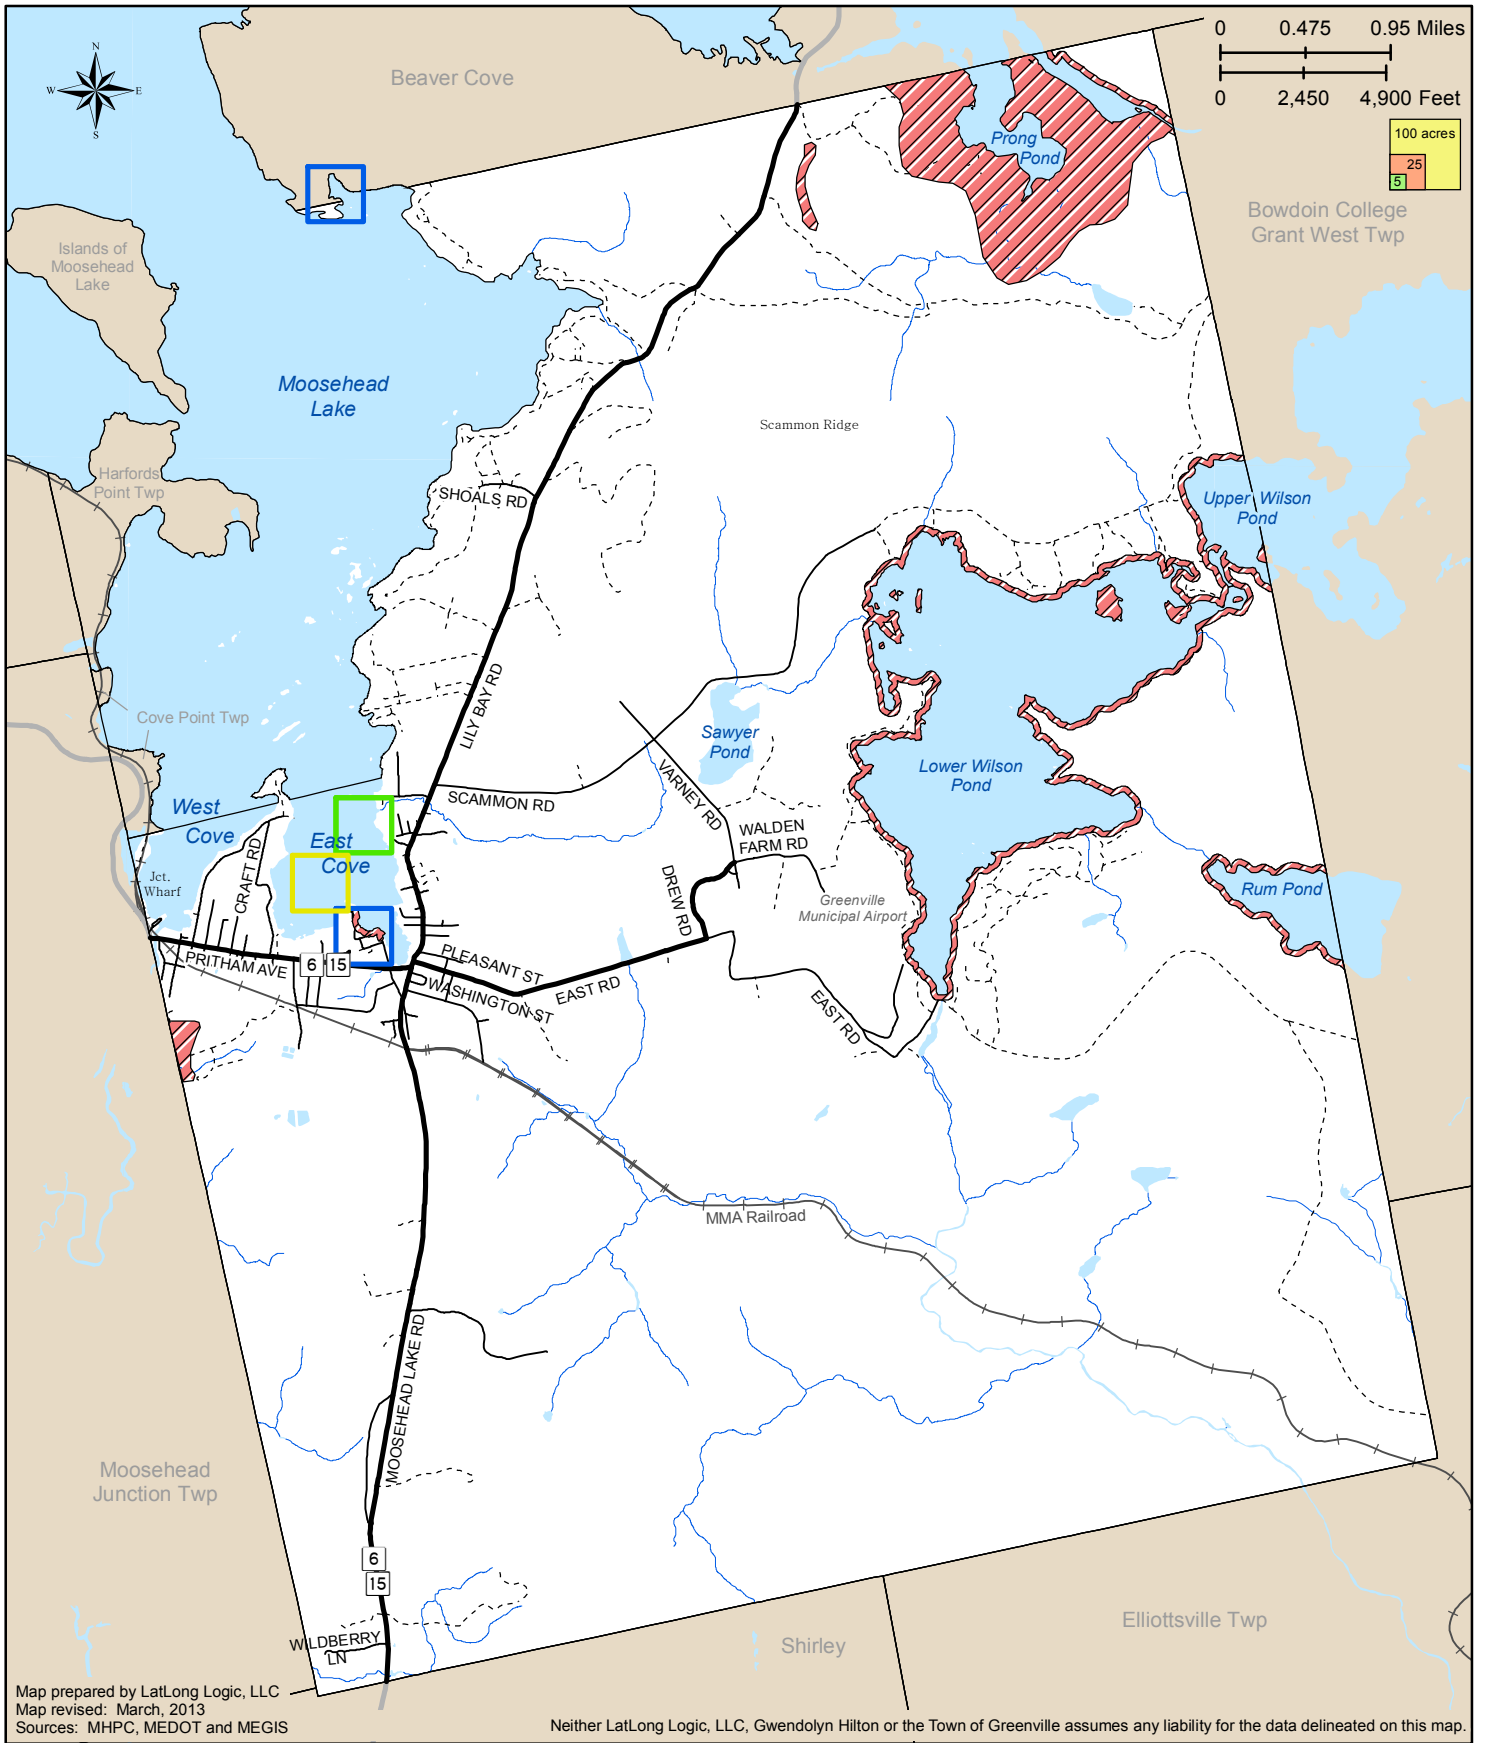 N
W
E
S
Beaver Cove
0 0.475 0.95 Miles
0 2,450 4,900 Feet
100 acres
25
5
Prong
Pond
Bowdoin College
Grant West Twp
Islands of
Moosehead
Lake
Moosehead
Lake
Scammon Ridge
Harfords
Point Twp
SHOALS RD
Upper Wilson
Pond
LILY BAY RD
Cove Point Twp
Sawyer
Pond
Lower Wilson
Pond
VARNEY RD
SCAMMON RD
West
Cove
East
Cove
WALDEN
FARM RD
CRAFT RD
Jct.
Wharf
DREW RD
Greenville
Municipal Airport
Rum Pond
PRITHAM AVE
6 15
PLEASANT ST
WASHINGTON ST
EAST RD
EAST RD
MMA Railroad
MOOSEHEAD LAKE RD
Moosehead
Junction Twp
6
15
WILDBERRY
LN
Shirley
Elliottsville Twp
Map prepared by LatLong Logic, LLC
Map revised: March, 2013
Sources: MHPC, MEDOT and MEGIS
Neither LatLong Logic, LLC, Gwendolyn Hilton or the Town of Greenville assumes any liability for the data delineated on this map.